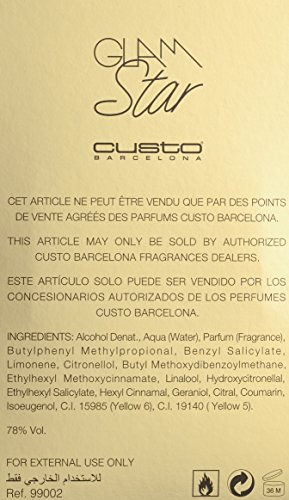 GLAM
Star
custo
BARCELONA
CET ARTICLE NE PEUT ÊTRE VENDU QUE PAR DES POINTS
DE VENTE AGRÉÉS DES PARFUMS CUSTO BARCELONA.
THIS ARTICLE MAY ONLY BE SOLD BY AUTHORIZED
CUSTO BARCELONA FRAGRANCES DEALERS.
ESTE ARTÍCULO SOLO PUEDE SER VENDIDO POR LOS
CONCESIONARIOS AUTORIZADOS DE LOS PERFUMES
CUSTO BARCELONA.
INGREDIENTS: Alcohol Denat., Aqua (Water), Parfum (Fragrance),
Butylphenyl Methylpropional, Benzyl Salicylate,
Limonene, Citronellol, Butyl Methoxydibenzoylmethane,
Ethylhexyl Methoxycinnamate, Linalool, Hydroxycitronellal,
Ethylhexyl Salicylate, Hexyl Cinnamal, Geraniol, Citral, Coumarin,
Isoeugenol, C.I. 15985 (Yellow 6), C.I. 19140 ( Yellow 5).
78% Vol.
FOR EXTERNAL USE ONLY
للاستخدام الخارجي فقط
Ref. 99002
36 M